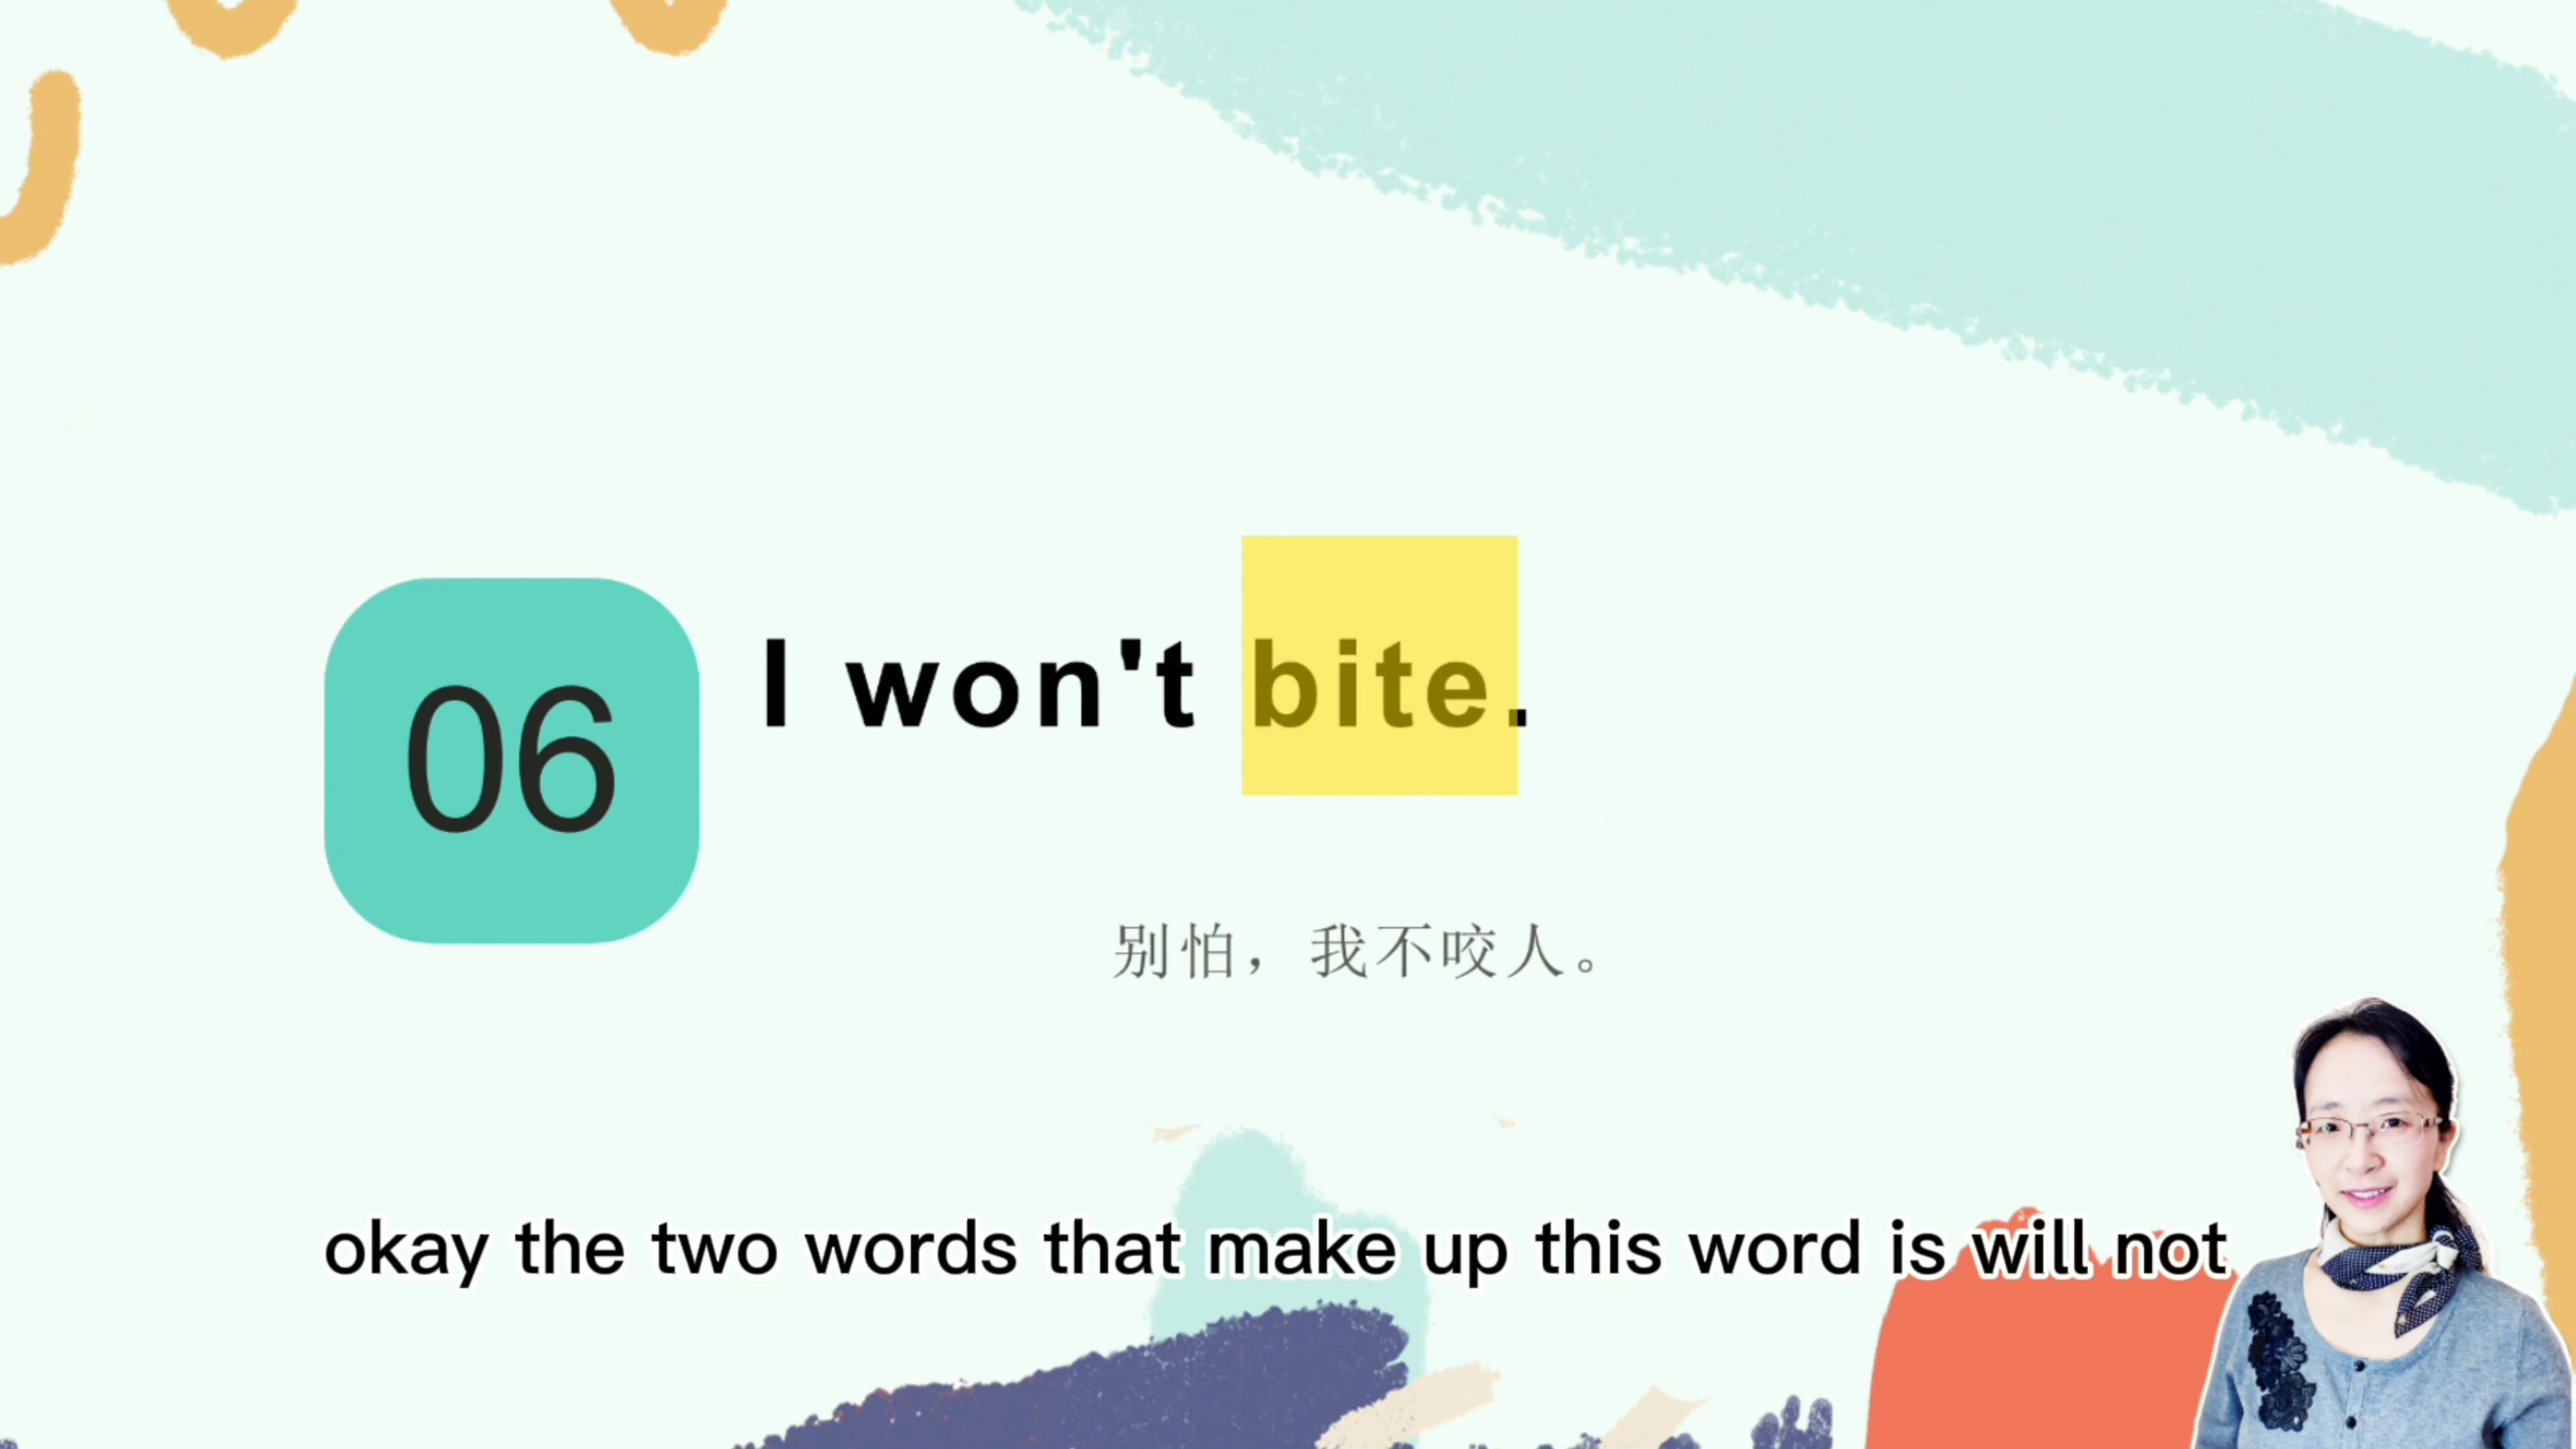 06
I won't bite.
别怕，我不咬人。
okay the two words that make up this word is will not